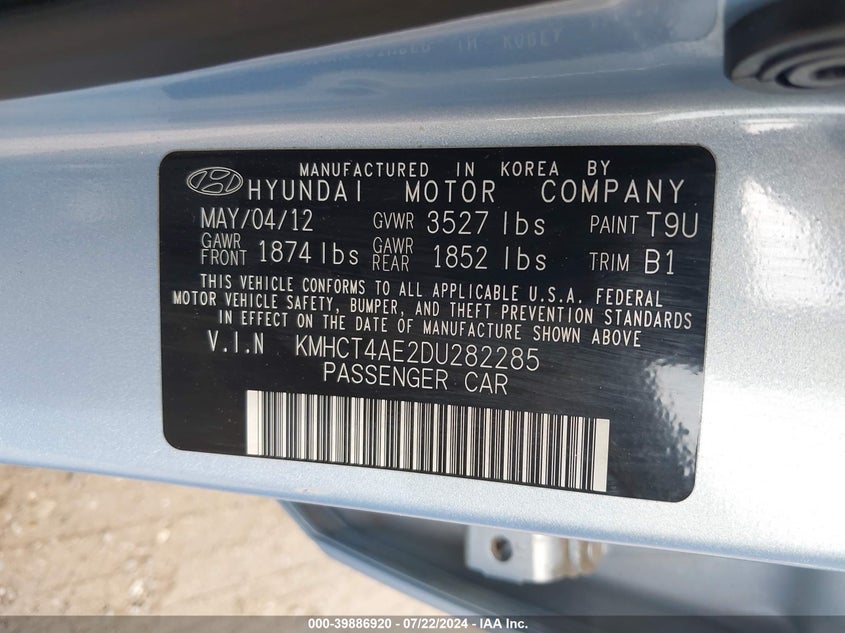 MANUFACTURED IN KOREA BY
HYUNDAI MOTOR COMPANY
MAY/04/12 GVWR 3527 lbs PAINT T9U
GAWR FRONT 1874 lbs GAWR REAR 1852 lbs TRIM B1
THIS VEHICLE CONFORMS TO ALL APPLICABLE U.S.A. FEDERAL
MOTOR VEHICLE SAFETY, BUMPER, AND THEFT PREVENTION STANDARDS
IN EFFECT ON THE DATE OF MANUFACTURE SHOWN ABOVE
V.I.N KMHCT4AE2DU282285
PASSENGER CAR
000-39886920 - 07/22/2024 - IAAI.COM